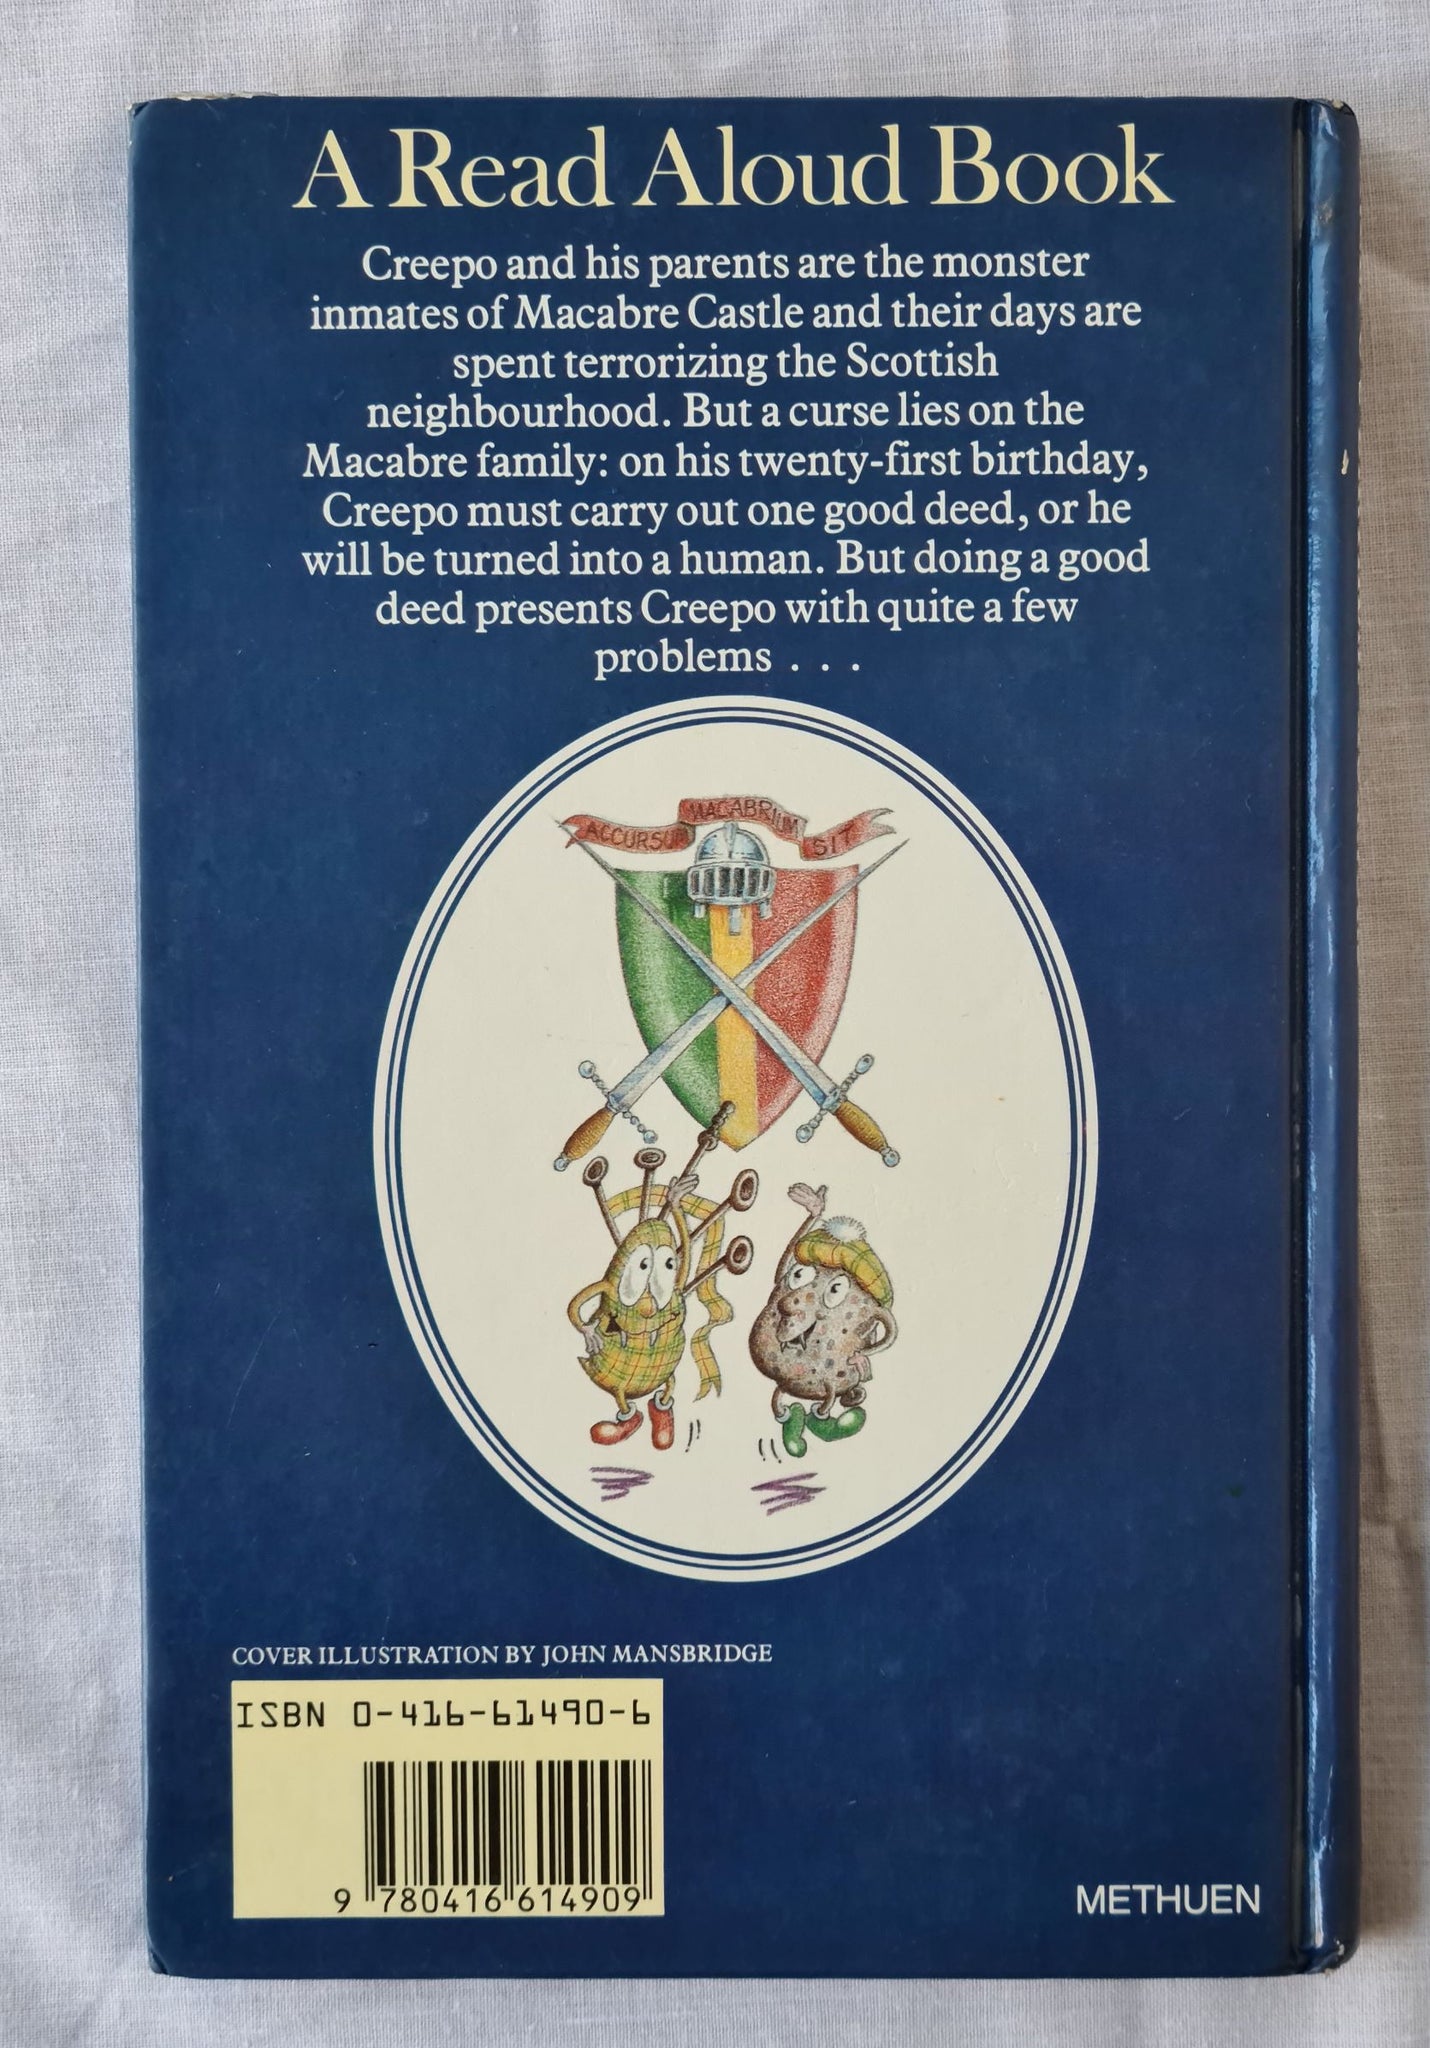 A Read Aloud Book
Creepo and his parents are the monster
inmates of Macabre Castle and their days are
spent terrorizing the Scottish
neighbourhood. But a curse lies on the
Macabre family: on his twenty-first birthday,
Creepo must carry out one good deed, or he
will be turned into a human. But doing a good
deed presents Creepo with quite a few
problems . . .
MACABRIUM
SIT
COVER ILLUSTRATION BY JOHN MANSBRIDGE
ISBN 0-416-61490-6
9 780416 614909
METHUEN